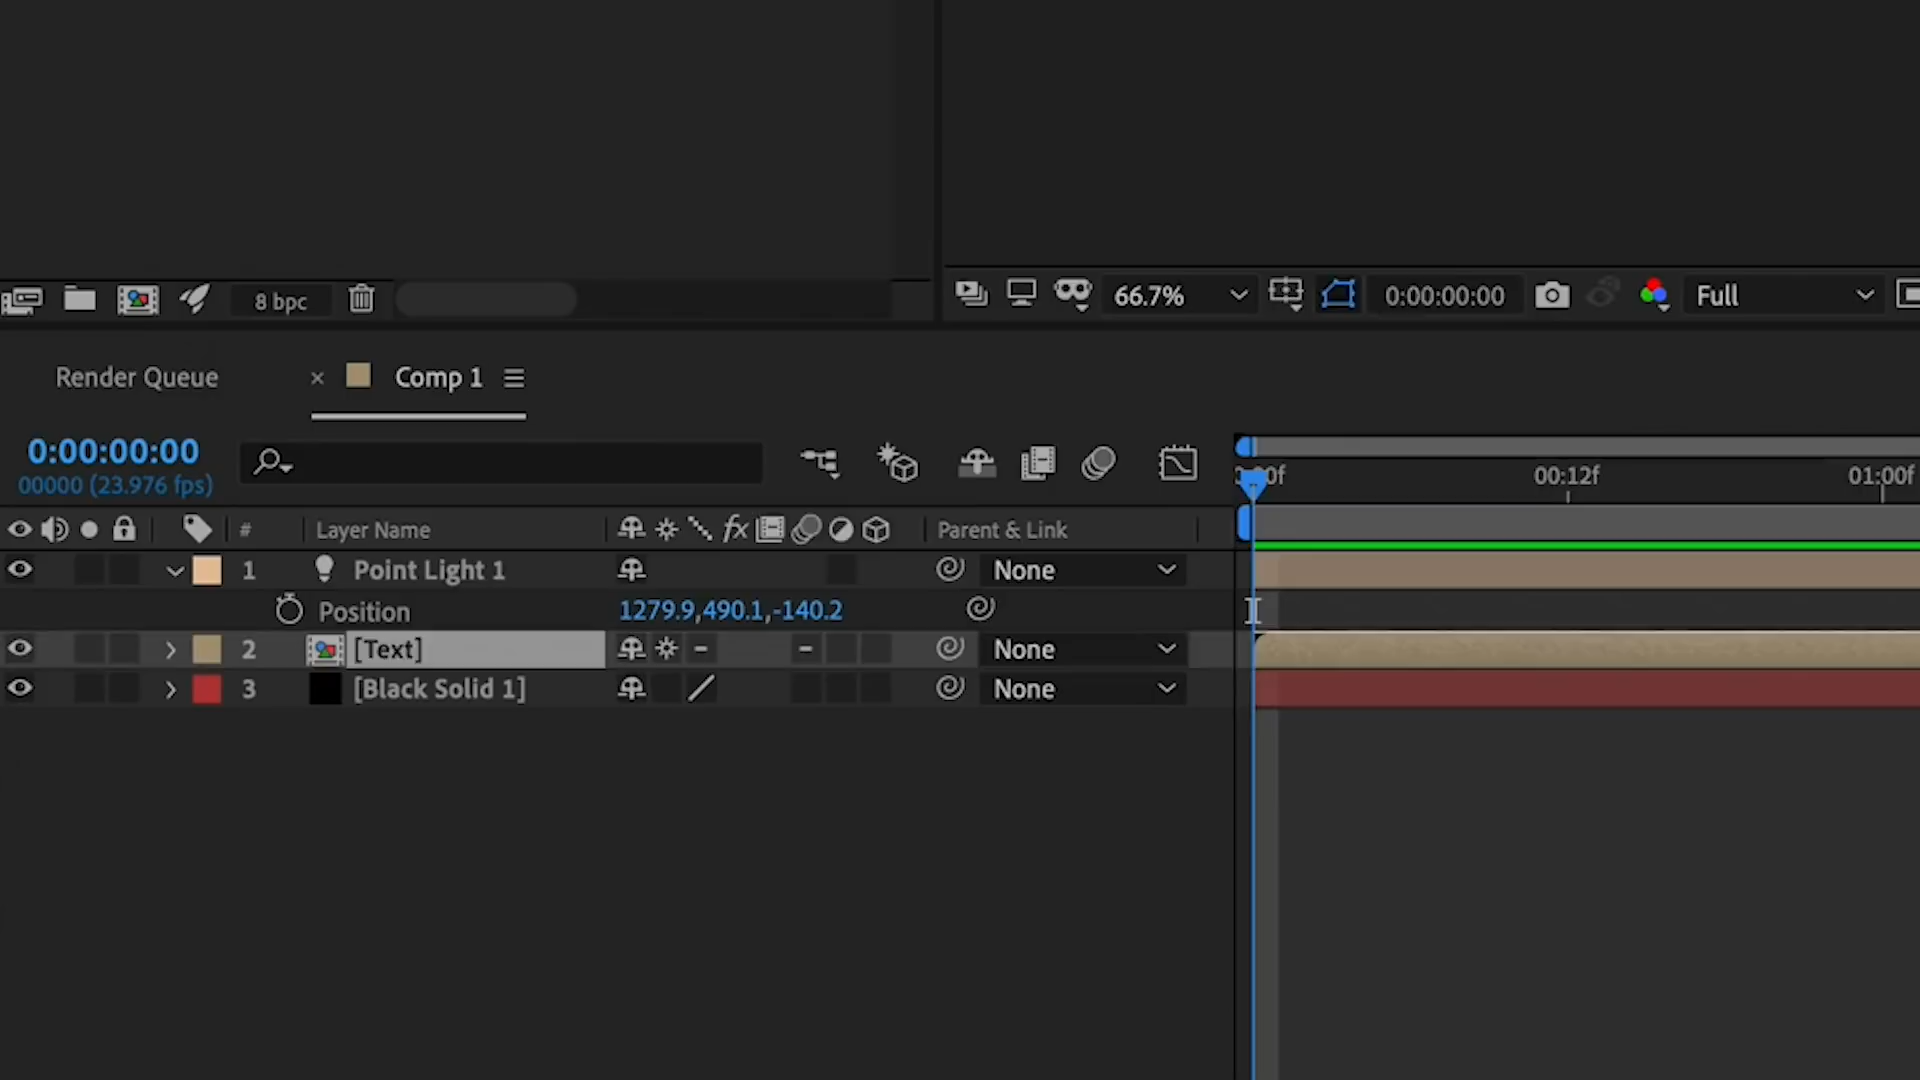 8 bpc
66.7%
0:00:00:00
Full
Render Queue
× Comp 1
0:00:00:00
00000 (23.976 fps)
00:12f
01:00f
# Layer Name
fx
Parent & Link
1 Point Light 1
None
Position
1279.9,490.1,-140.2
2 [Text]
None
3 [Black Solid 1]
None